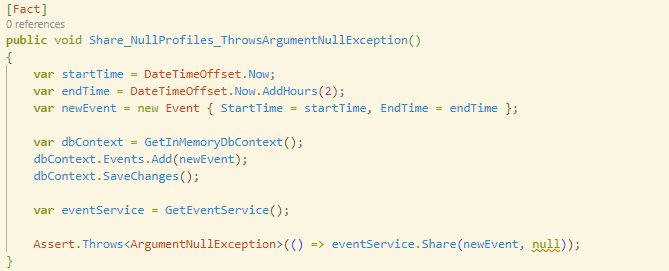 [Fact]
0 references
public void Share_NullProfiles_ThrowsArgumentNullException()
{
    var startTime = DateTimeOffset.Now;
    var endTime = DateTimeOffset.Now.AddHours(2);
    var newEvent = new Event { StartTime = startTime, EndTime = endTime };

    var dbContext = GetInMemoryDbContext();
    dbContext.Events.Add(newEvent);
    dbContext.SaveChanges();

    var eventService = GetEventService();

    Assert.Throws<ArgumentNullException>(() => eventService.Share(newEvent, null));
}